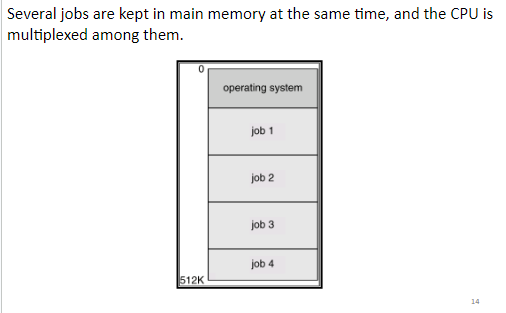 Several jobs are kept in main memory at the same time, and the CPU is
multiplexed among them.
0
operating system
job 1
job 2
job 3
job 4
512K
14